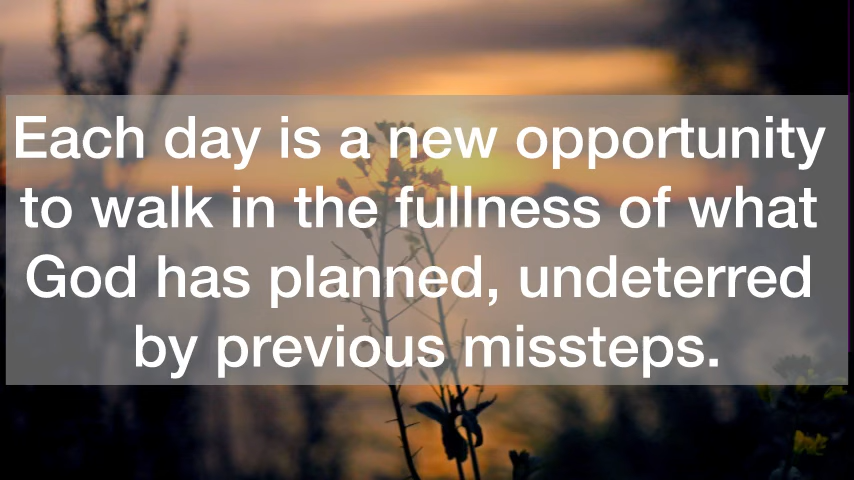 Each day is a new opportunity
to walk in the fullness of what
God has planned, undeterred
by previous missteps.